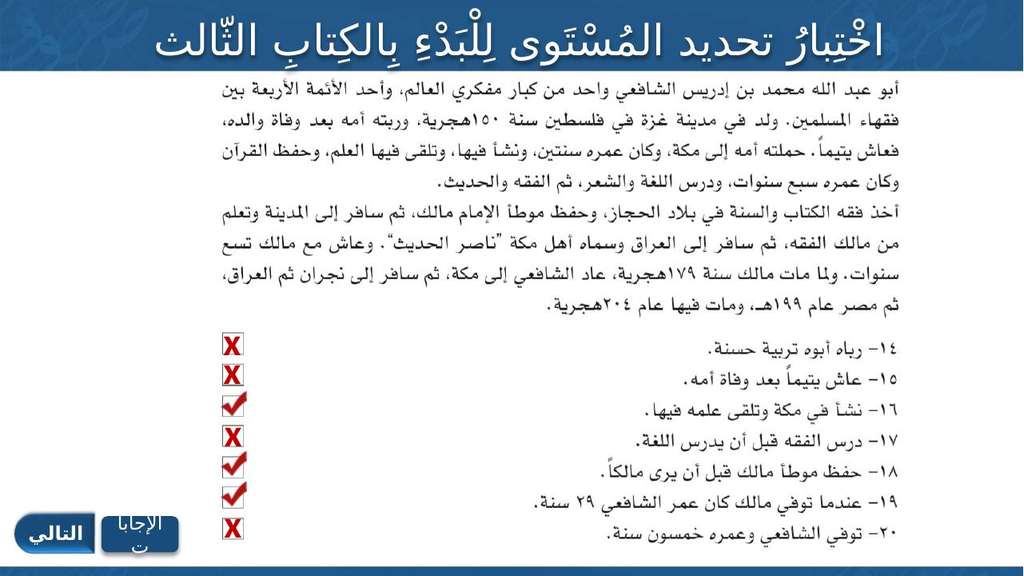 اخْتِبارُ تحديد المُسْتَوى لِلْبَدْءِ بِالكِتابِ الثّالث
أبو عبد الله محمد بن إدريس الشافعي واحد من كبار مفكري العالم، وأحد الأئمة الأربعة بين
فقهاء المسلمين. ولد في مدينة غزة في فلسطين سنة ١٥٠هجرية، وربته أمه بعد وفاة والده،
فعاش يتيماً. حملته أمه إلى مكة، وكان عمره سنتين، ونشأ فيها، وتلقى فيها العلم، وحفظ القرآن
وكان عمره سبع سنوات، ودرس اللغة والشعر، ثم الفقه والحديث.
أخذ فقه الكتاب والسنة في بلاد الحجاز، وحفظ موطأ الإمام مالك، ثم سافر إلى المدينة وتعلم
من مالك الفقه، ثم سافر إلى العراق وسماه أهل مكة ”ناصر الحديث“. وعاش مع مالك تسع
سنوات. ولما مات مالك سنة ١٧٩هجرية، عاد الشافعي إلى مكة، ثم سافر إلى نجران ثم العراق،
ثم مصر عام ١٩٩هـ، ومات فيها عام ٢٠٤هجرية.
١٤- رباه أبوه تربية حسنة. X
١٥- عاش يتيماً بعد وفاة أمه. X
١٦- نشأ في مكة وتلقى علمه فيها.
١٧- درس الفقه قبل أن يدرس اللغة. X
١٨- حفظ موطأ مالك قبل أن يرى مالكاً.
١٩- عندما توفي مالك كان عمر الشافعي ٢٩ سنة.
٢٠- توفي الشافعي وعمره خمسون سنة. X
الإجابا
ت
التالي